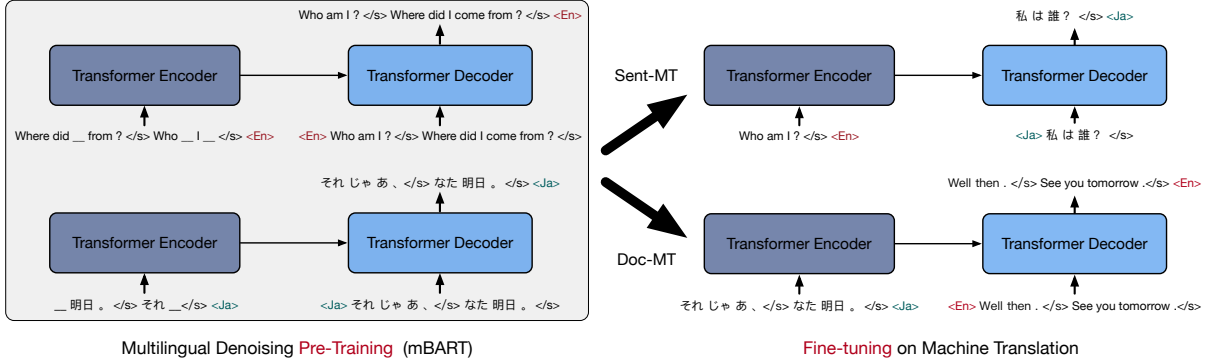 Who am I ? </s> Where did I come from ? </s> <En>
Transformer Encoder
Transformer Decoder
Where did __ from ? </s> Who __ I __ </s> <En>
<En> Who am I ? </s> Where did I come from ? </s>
それ じゃ あ 、 </s> なた 明日 。 </s> <Ja>
Transformer Encoder
Transformer Decoder
__ 明日 。 </s> それ __</s> <Ja>
<Ja> それ じゃ あ 、 </s> なた 明日 。 </s>
Multilingual Denoising Pre-Training (mBART)
Sent-MT
Doc-MT
私 は 誰？ </s> <Ja>
Transformer Encoder
Transformer Decoder
Who am I ? </s> <En>
<Ja> 私 は 誰？ </s>
Well then . </s> See you tomorrow .</s> <En>
Transformer Encoder
Transformer Decoder
それ じゃ あ 、 </s> なた 明日 。 </s> <Ja>
<En> Well then . </s> See you tomorrow .</s>
Fine-tuning on Machine Translation